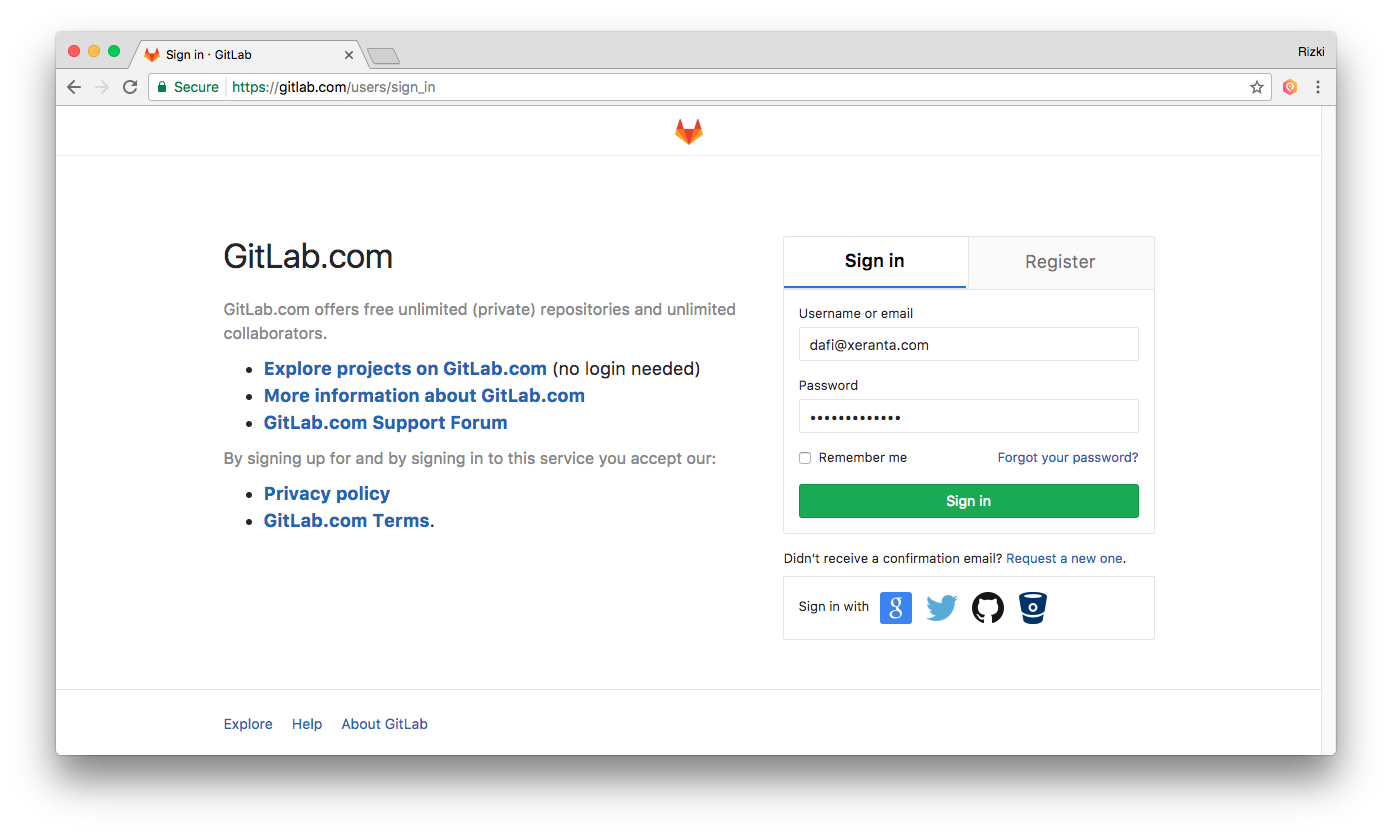 Sign in · GitLab
Rizki
Secure https://gitlab.com/users/sign_in
GitLab.com
GitLab.com offers free unlimited (private) repositories and unlimited
collaborators.
Explore projects on GitLab.com (no login needed)
More information about GitLab.com
GitLab.com Support Forum
By signing up for and by signing in to this service you accept our:
Privacy policy
GitLab.com Terms.
Sign in Register
Username or email
dafi@xeranta.com
Password
•••••••••••••
Remember me Forgot your password?
Sign in
Didn't receive a confirmation email? Request a new one.
Sign in with
Explore Help About GitLab